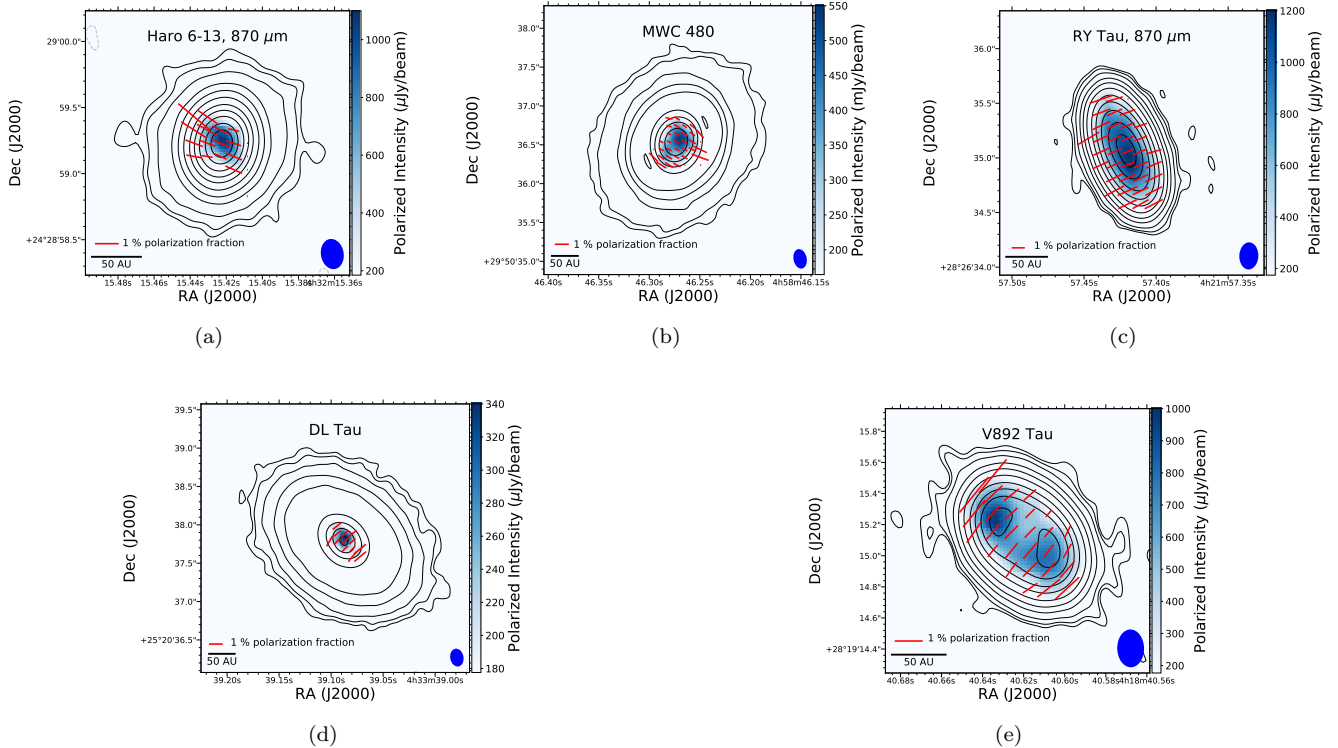 Haro 6-13, 870 μm
29°00.0"
59.5"
59.0"
+24°28'58.5"
Dec (J2000)
1 % polarization fraction
50 AU
15.48s 15.46s 15.44s 15.42s 15.40s 15.38s 4h32m15.36s
RA (J2000)
1000
800
600
400
200
Polarized Intensity (μJy/beam)
(a)
MWC 480
38.0"
37.5"
37.0"
36.5"
36.0"
35.5"
+29°50'35.0"
Dec (J2000)
1 % polarization fraction
50 AU
46.40s 46.35s 46.30s 46.25s 46.20s 4h58m46.15s
RA (J2000)
550
500
450
400
350
300
250
200
Polarized Intensity (mJy/beam)
(b)
RY Tau, 870 μm
36.0"
35.5"
35.0"
34.5"
+28°26'34.0"
Dec (J2000)
1 % polarization fraction
50 AU
57.50s 57.45s 57.40s 4h21m57.35s
RA (J2000)
1200
1000
800
600
400
200
Polarized Intensity (μJy/beam)
(c)
DL Tau
39.5"
39.0"
38.5"
38.0"
37.5"
37.0"
+25°20'36.5"
Dec (J2000)
1 % polarization fraction
50 AU
39.20s 39.15s 39.10s 39.05s 4h33m39.00s
RA (J2000)
340
320
300
280
260
240
220
200
180
Polarized Intensity (μJy/beam)
(d)
V892 Tau
15.8"
15.6"
15.4"
15.2"
15.0"
14.8"
14.6"
+28°19'14.4"
Dec (J2000)
1 % polarization fraction
50 AU
40.68s 40.66s 40.64s 40.62s 40.60s 40.58s 4h18m40.56s
RA (J2000)
1000
900
800
700
600
500
400
300
200
Polarized Intensity (μJy/beam)
(e)